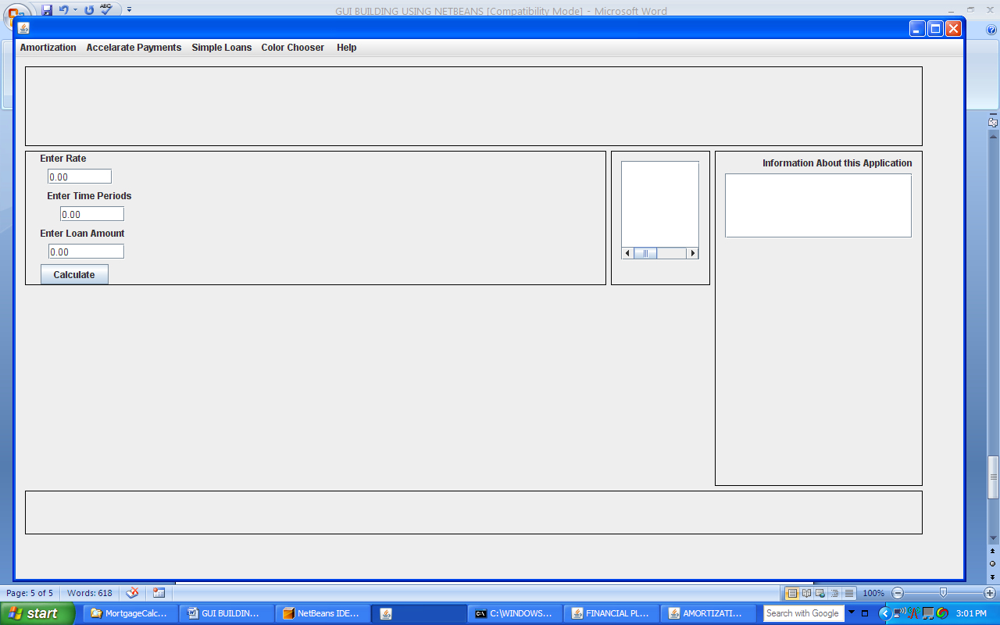 GUI BUILDING USING NETBEANS [Compatibility Mode] - Microsoft Word
ABC
Amortization Accelarate Payments Simple Loans Color Chooser Help
Enter Rate
0.00
Enter Time Periods
0.00
Enter Loan Amount
0.00
Calculate
Information About this Application
Page: 5 of 5 Words: 618 100%
start MortgageCalc... GUI BUILDIN... NetBeans IDE... C:\WINDOWS... FINANCIAL PL... AMORTIZATI... Search with Google 3:01 PM